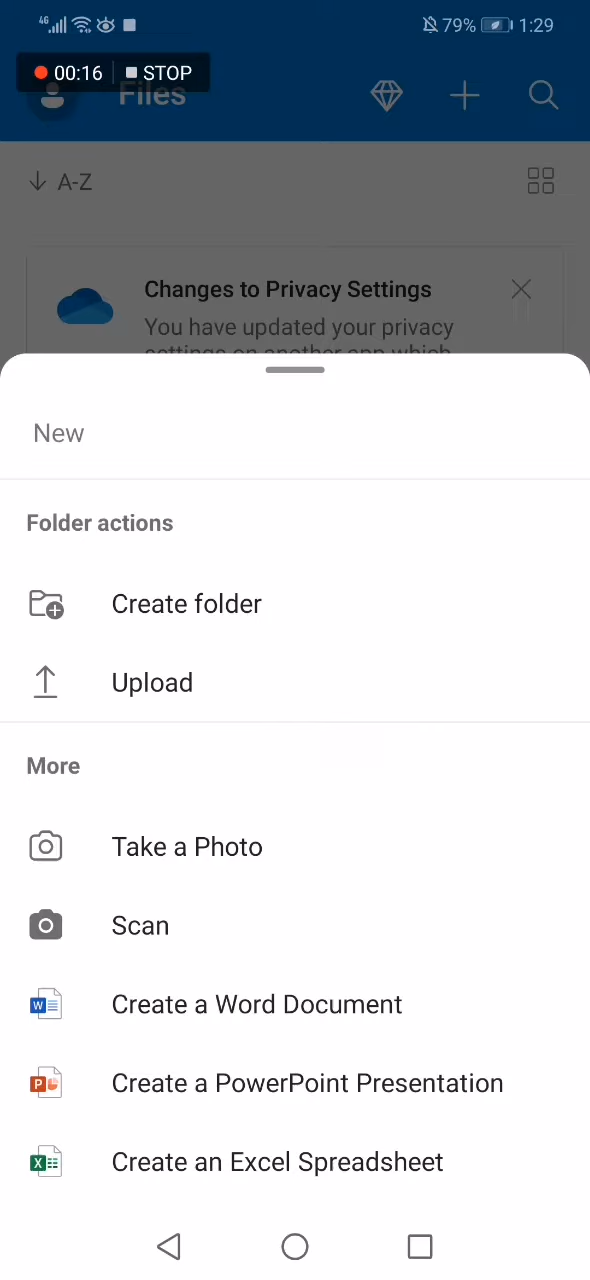 4G 79% 1:29
00:16 STOP
Files
A-Z
Changes to Privacy Settings
You have updated your privacy
settings on another app which
New
Folder actions
Create folder
Upload
More
Take a Photo
Scan
W Create a Word Document
P Create a PowerPoint Presentation
X Create an Excel Spreadsheet